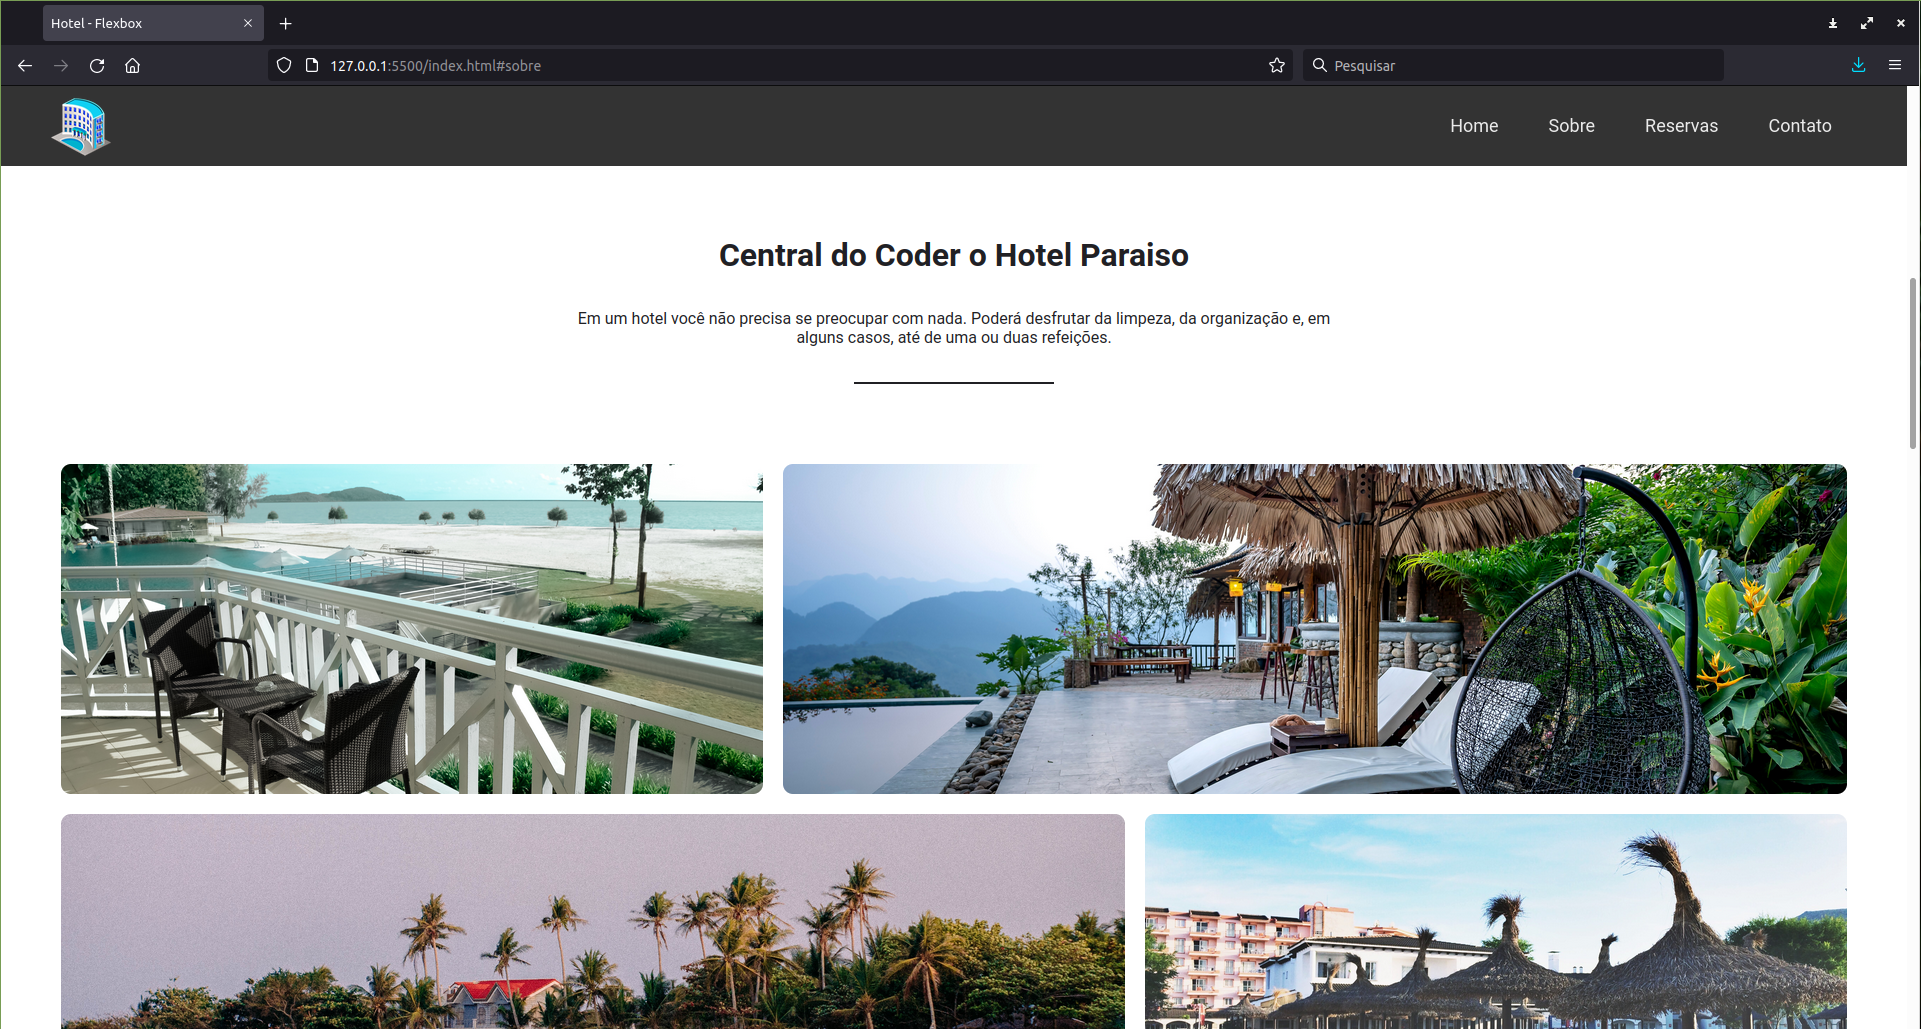 Hotel - Flexbox
127.0.0.1:5500/index.html#sobre
Pesquisar
Home
Sobre
Reservas
Contato
Central do Coder o Hotel Paraiso
Em um hotel você não precisa se preocupar com nada. Poderá desfrutar da limpeza, da organização e, em
alguns casos, até de uma ou duas refeições.